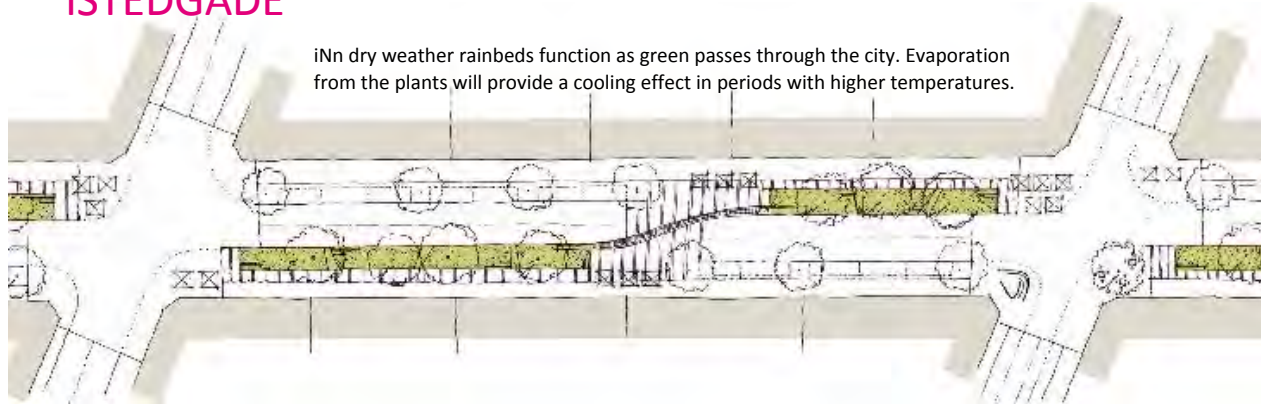 ISTEDGADE
iNn dry weather rainbeds function as green passes through the city. Evaporation
from the plants will provide a cooling effect in periods with higher temperatures.